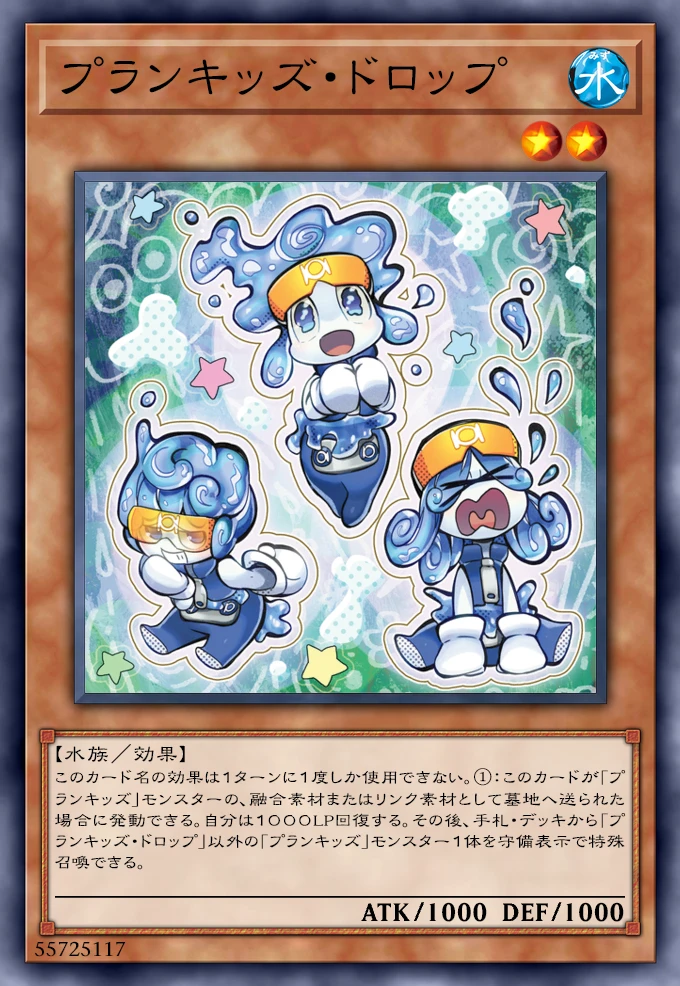 プランキッズ・ドロップ
みず
水
【水族／効果】
このカード名の効果は１ターンに１度しか使用できない。①：このカードが「プ
ランキッズ」モンスターの、融合素材またはリンク素材として墓地へ送られた
場合に発動できる。自分は１０００LP回復する。その後、手札・デッキから「プ
ランキッズ・ドロップ」以外の「プランキッズ」モンスター１体を守備表示で特殊
召喚できる。
ATK/1000 DEF/1000
55725117